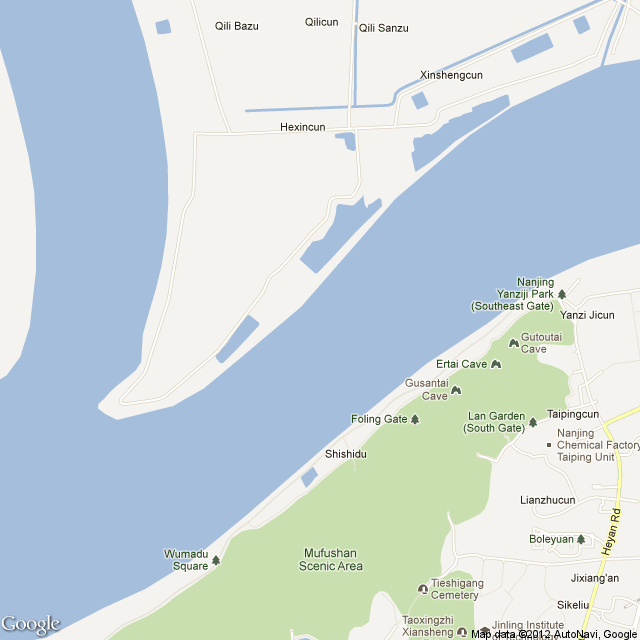 Qili Bazu
Qilicun
Qili Sanzu
Xinshengcun
Hexincun
Nanjing
Yanziji Park
(Southeast Gate)
Yanzi Jicun
Gutoutai
Cave
Ertai Cave
Gusantai
Cave
Foling Gate
Lan Garden
(South Gate)
Taipingcun
Nanjing
Chemical Factory
Taiping Unit
Shishidu
Lianzhucun
Heyan Rd
Boleyuan
Wumadu
Square
Mufushan
Scenic Area
Jixiang'an
Tieshigang
Cemetery
Sikeliu
Taoxingzhi
Xiansheng
Jinling Institute
Google
Map data ©2012 AutoNavi, Google